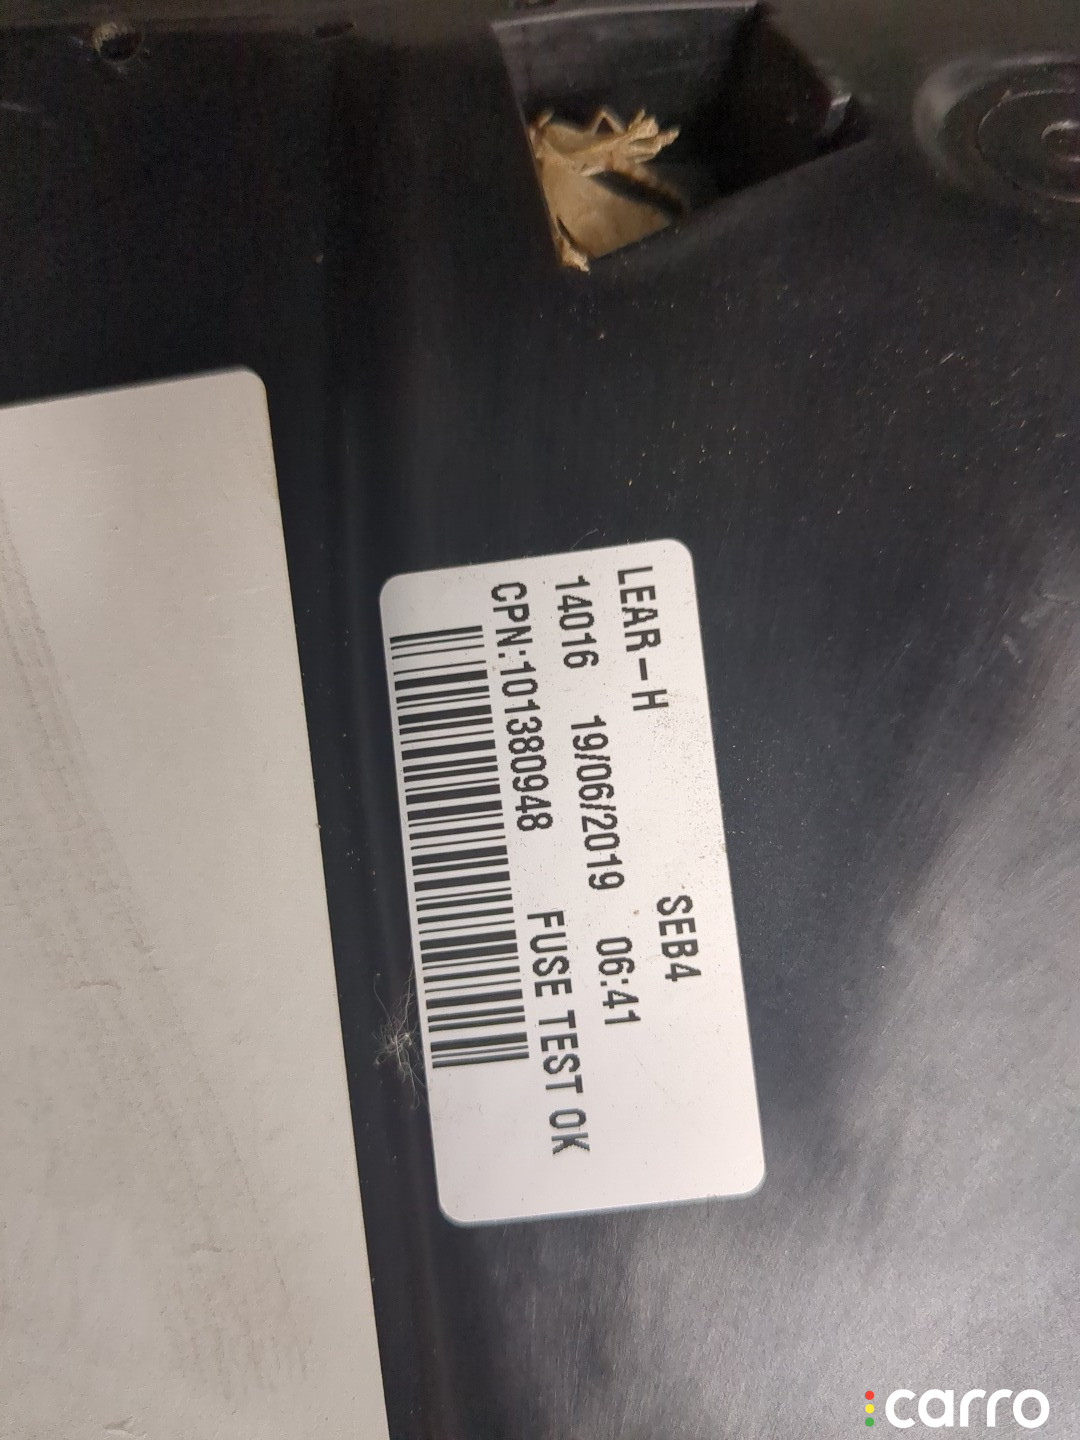 LEAR-H SEB4
14016 19/06/2019 06:41
CPN:101380948 FUSE TEST OK
carro